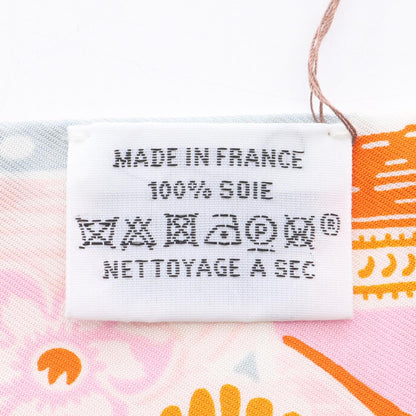 MADE IN FRANCE
100% SOIE
P ®
NETTOYAGE A SEC